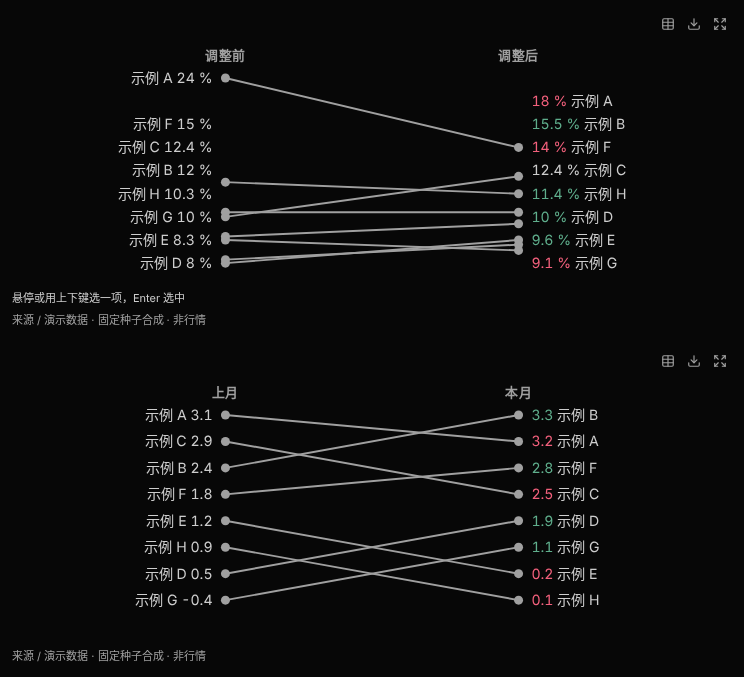 调整前 调整后
示例 A 24 %
18 % 示例 A
示例 F 15 % 15.5 % 示例 B
示例 C 12.4 % 14 % 示例 F
示例 B 12 % 12.4 % 示例 C
示例 H 10.3 % 11.4 % 示例 H
示例 G 10 % 10 % 示例 D
示例 E 8.3 % 9.6 % 示例 E
示例 D 8 % 9.1 % 示例 G
悬停或用上下键选一项，Enter 选中
来源 / 演示数据 · 固定种子合成 · 非行情
上月 本月
示例 A 3.1 3.3 示例 B
示例 C 2.9 3.2 示例 A
示例 B 2.4 2.8 示例 F
示例 F 1.8 2.5 示例 C
示例 E 1.2 1.9 示例 D
示例 H 0.9 1.1 示例 G
示例 D 0.5 0.2 示例 E
示例 G -0.4 0.1 示例 H
来源 / 演示数据 · 固定种子合成 · 非行情